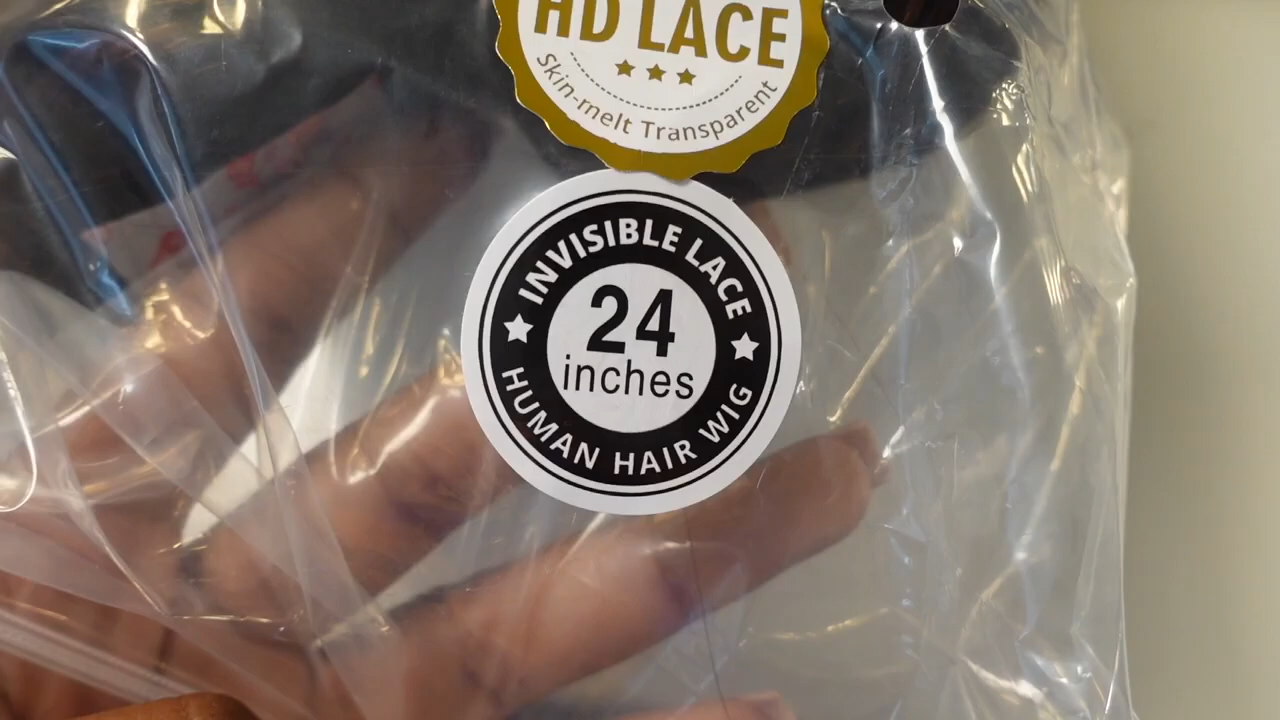 HD LACE
Skin-melt Transparent
INVISIBLE LACE
24
inches
HUMAN HAIR WIG